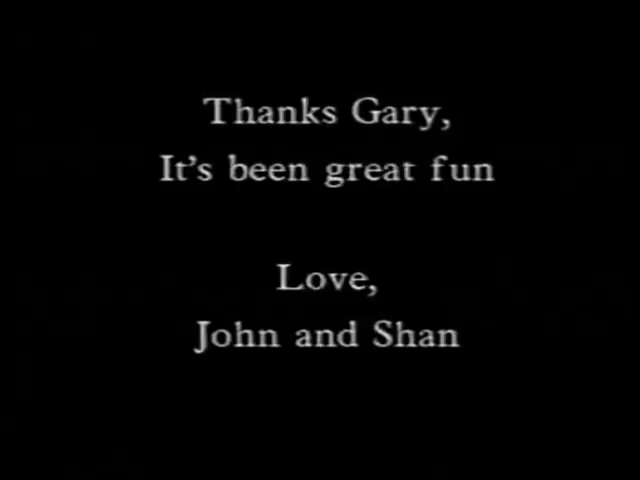 Thanks Gary,
It's been great fun
Love,
John and Shan